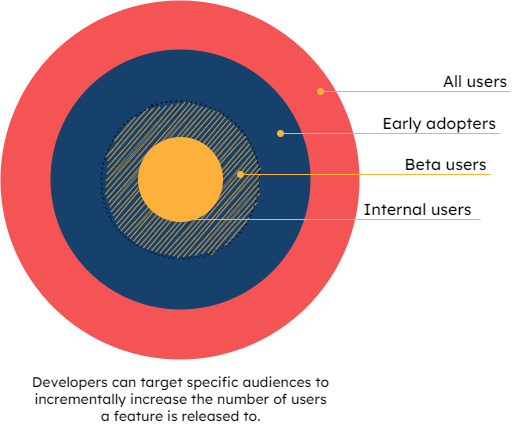 All users
Early adopters
Beta users
Internal users
Developers can target specific audiences to
incrementally increase the number of users
a feature is released to.